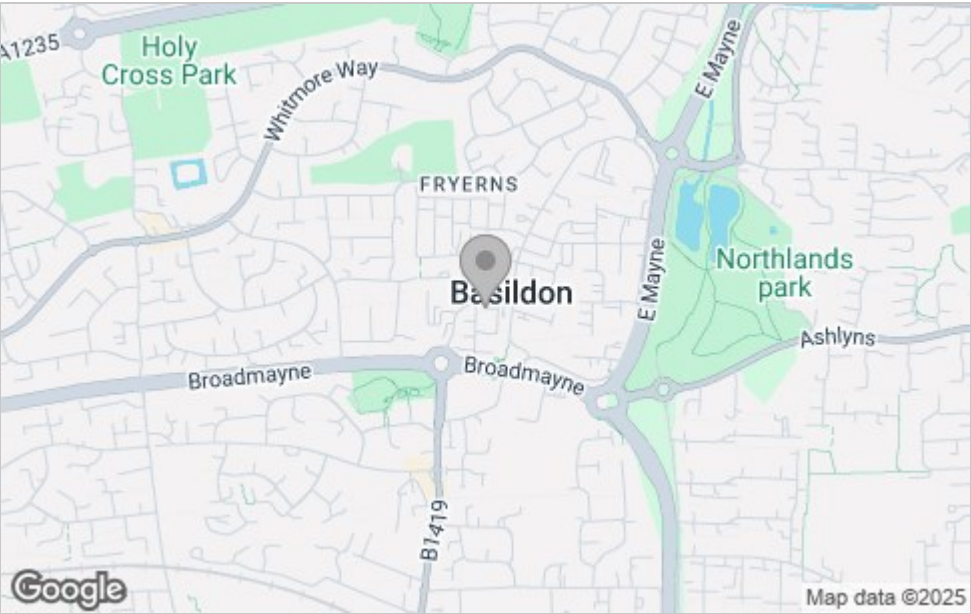 A1235
Holy
Cross Park
Whitmore Way
E Mayne
FRYERNS
E Mayne
Northlands
park
Basildon
Ashlyns
Broadmayne
Broadmayne
B1419
Google
Map data ©2025